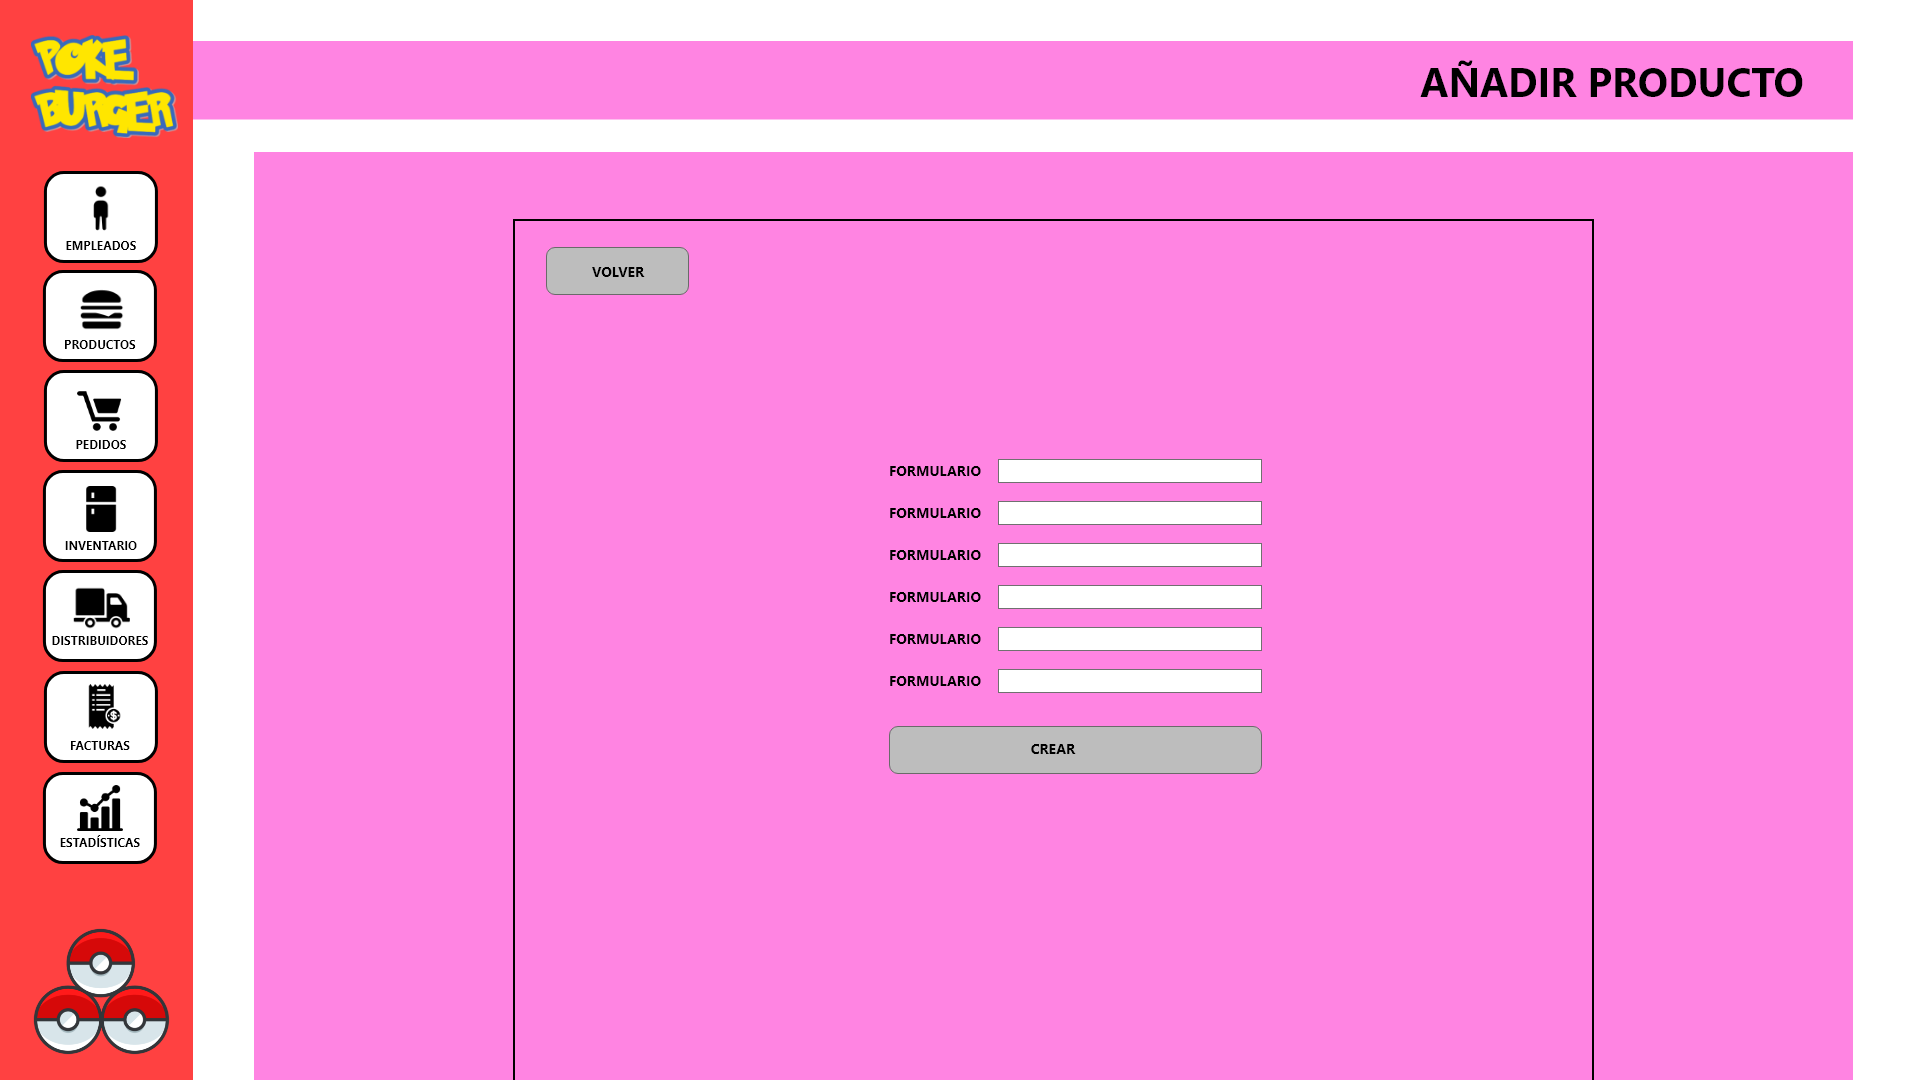 POKE
BURGER
AÑADIR PRODUCTO
EMPLEADOS
PRODUCTOS
PEDIDOS
INVENTARIO
DISTRIBUIDORES
FACTURAS
ESTADÍSTICAS
VOLVER
FORMULARIO
FORMULARIO
FORMULARIO
FORMULARIO
FORMULARIO
FORMULARIO
CREAR